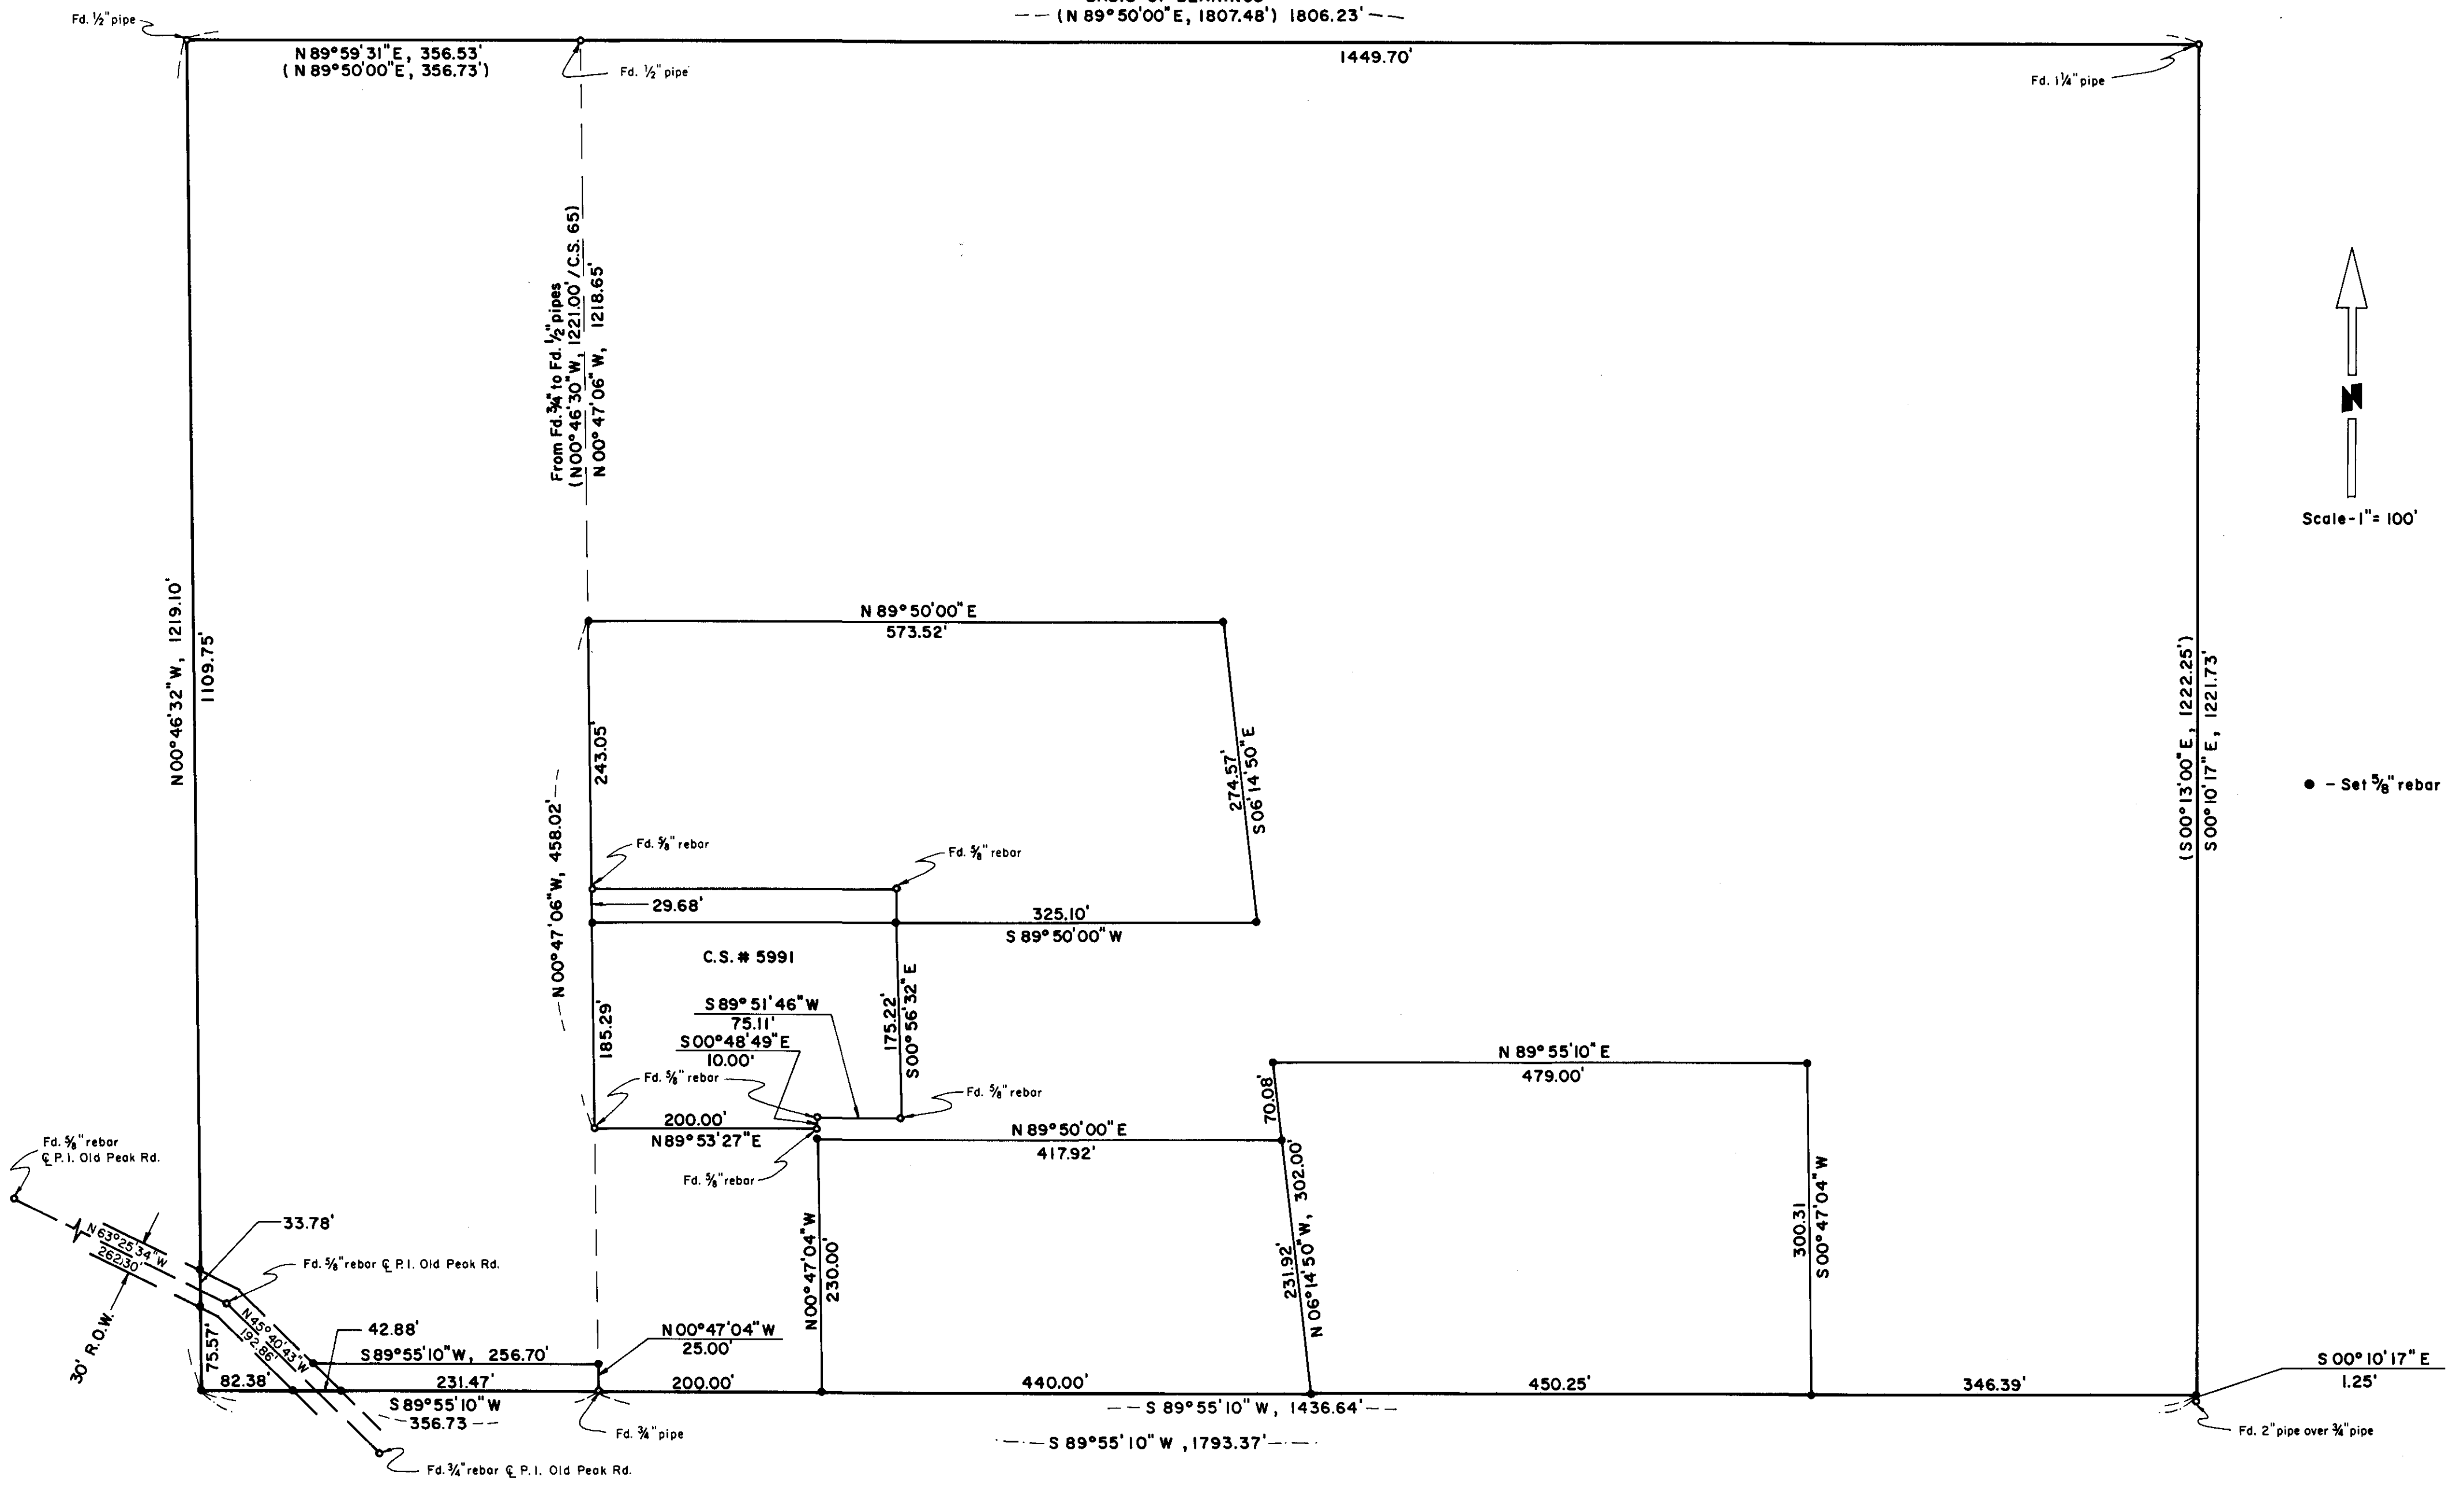 -- (N 89°50'00"E, 1807.48') 1806.23' --
Fd. ½" pipe
N 89°59'31"E, 356.53'
( N 89°50'00"E, 356.73')
Fd. ½" pipe
1449.70'
Fd. 1¼" pipe
From Fd. ¾" to Fd. ½" pipes
(N00°46'30"W, 1221.00' / C.S. 65)
N 00°47'06" W, 1218.65'
N
Scale-1"= 100'
N00°46'32"W, 1219.10'
1109.75'
N 89°50'00" E
573.52'
243.05'
274.57'
S 06°14'50" E
(S 00°13'00" E, 1222.25')
S 00°10'17" E, 1221.73'
● - Set ⅝" rebar
--N 00°47'06"W, 458.02'--
Fd. ⅝" rebar
Fd. ⅝" rebar
29.68'
325.10'
S 89°50'00" W
C.S. # 5991
S 89°51'46" W
75.11'
S 00°48'49" E
10.00'
185.29'
175.22'
S 00°56'32" E
Fd. ⅝" rebar
Fd. ⅝" rebar
200.00'
N89°53'27"E
Fd. ⅝" rebar
N 89°50'00" E
417.92'
N 89°55'10" E
479.00'
70.08'
302.00'
231.92'
N 06°14'50" W,
300.31
S 00°47'04" W
N00°47'04"W
230.00'
Fd. ⅝" rebar
℄ P.I. Old Peak Rd.
N 63°25'34" W
262.30'
30' R.O.W.
33.78'
Fd. ⅝" rebar ℄ P.I. Old Peak Rd.
N 45°40'43" W
192.86'
75.57'
42.88'
S89°55'10"W, 256.70'
N 00°47'04" W
25.00'
82.38'
231.47'
S 89°55'10" W
--356.73--
200.00'
440.00'
450.25'
346.39'
S 00°10'17" E
1.25'
--S 89°55'10" W, 1436.64'--
-·--S 89°55'10" W ,1793.37'-·--
Fd. ¾" pipe
Fd. 2" pipe over ¾" pipe
Fd. ¾" rebar ℄ P.I. Old Peak Rd.